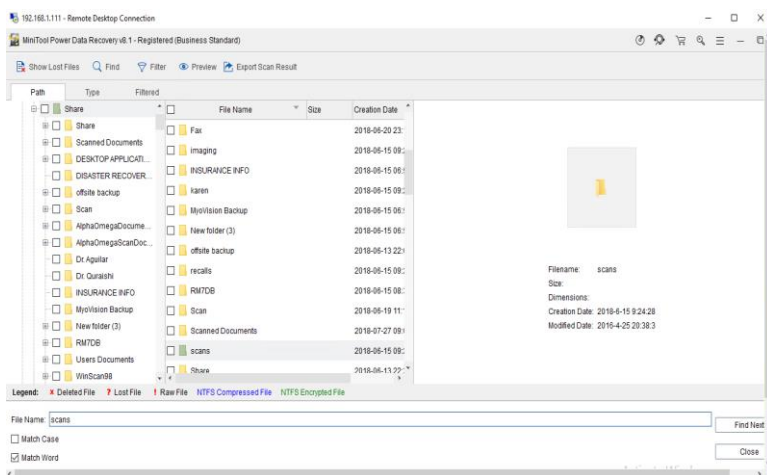 192.168.1.111 - Remote Desktop Connection
MiniTool Power Data Recovery v8.1 - Registered (Business Standard)
Show Lost Files Find Filter Preview Export Scan Result
Path Type Filtered
Share
Share
Scanned Documents
DESKTOP APPLICATI...
DISASTER RECOVER...
offsite backup
Scan
AlphaOmegaDocume...
AlphaOmegaScanDoc...
Dr. Aguilar
Dr. Quraishi
INSURANCE INFO
MyoVision Backup
New folder (3)
RM7DB
Users Documents
WinScan98
File Name Size Creation Date
Fax 2018-06-20 23:
imaging 2018-06-15 09:
INSURANCE INFO 2018-06-15 06:
karen 2018-06-15 09:
MyoVision Backup 2018-06-15 06:
New folder (3) 2018-06-15 06:
offsite backup 2018-06-13 22:
recalls 2018-06-15 09:
RM7DB 2018-06-15 08:
Scan 2018-06-19 11:
Scanned Documents 2018-07-27 09:
scans 2018-06-15 09:
Share 2018-06-13 22:
Filename: scans
Size:
Dimensions:
Creation Date: 2018-6-15 9:24:28
Modified Date: 2016-4-25 20:38:3
Legend: x Deleted File ? Lost File ! Raw File NTFS Compressed File NTFS Encrypted File
File Name: scans
Find Next
Match Case
Match Word
Close